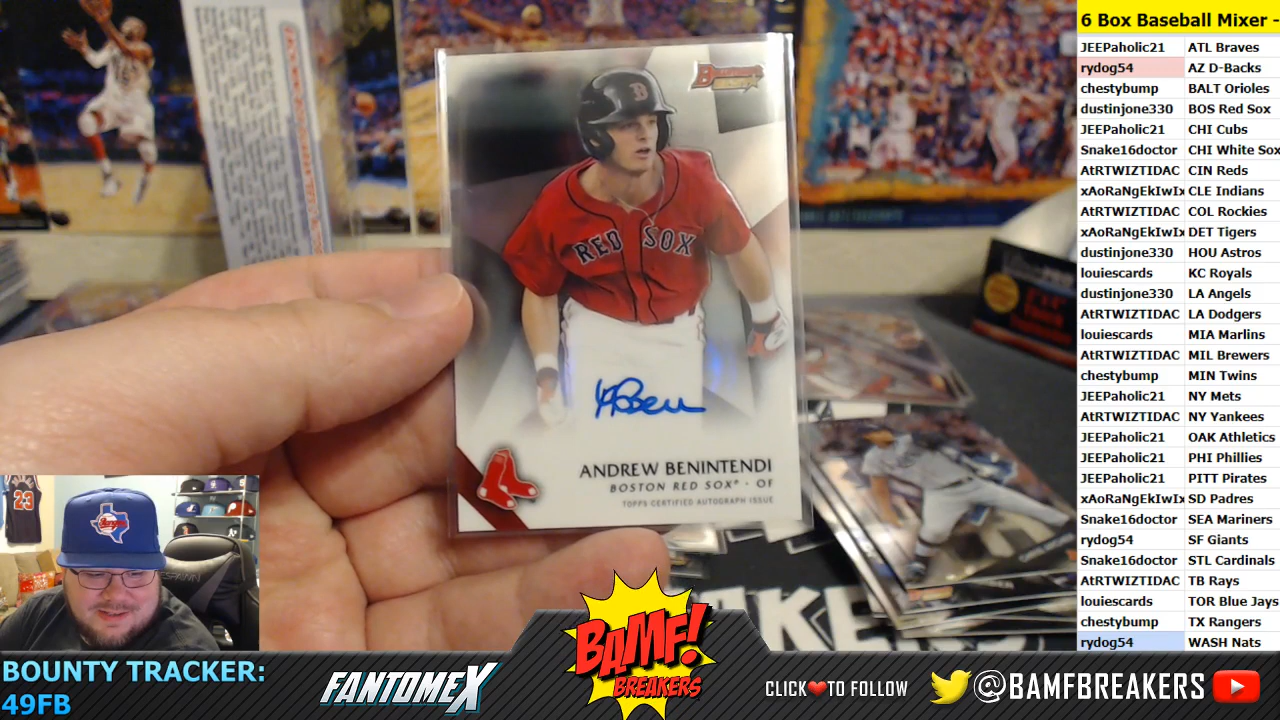 6 Box Baseball Mixer -
JEEPaholic21 ATL Braves
rydog54 AZ D-Backs
chestybump BALT Orioles
dustinjone330 BOS Red Sox
JEEPaholic21 CHI Cubs
Snake16doctor CHI White Sox
AtRTWIZTIDAC CIN Reds
xAoRaNgEkIwIx CLE Indians
AtRTWIZTIDAC COL Rockies
xAoRaNgEkIwIx DET Tigers
dustinjone330 HOU Astros
louiescards KC Royals
dustinjone330 LA Angels
AtRTWIZTIDAC LA Dodgers
louiescards MIA Marlins
AtRTWIZTIDAC MIL Brewers
chestybump MIN Twins
JEEPaholic21 NY Mets
AtRTWIZTIDAC NY Yankees
JEEPaholic21 OAK Athletics
JEEPaholic21 PHI Phillies
JEEPaholic21 PITT Pirates
xAoRaNgEkIwIx SD Padres
Snake16doctor SEA Mariners
rydog54 SF Giants
Snake16doctor STL Cardinals
AtRTWIZTIDAC TB Rays
louiescards TOR Blue Jays
chestybump TX Rangers
rydog54 WASH Nats
B
RED SOX
ANDREW BENINTENDI
BOSTON RED SOX · OF
TOPPS CERTIFIED AUTOGRAPH ISSUE
23
BOUNTY TRACKER:
49FB
FANTOMEX
BAMF!
BREAKERS
CLICK❤TO FOLLOW
@BAMFBREAKERS